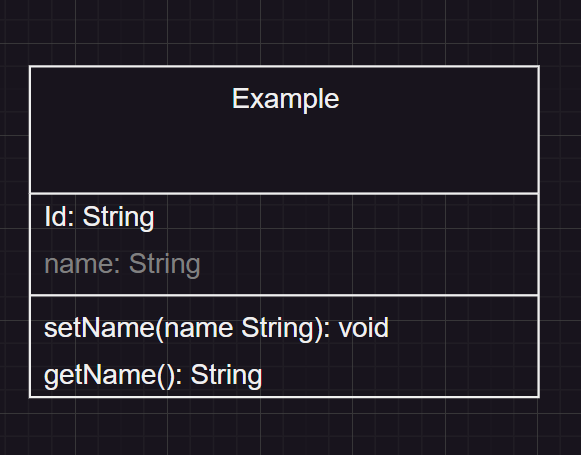 Example
Id: String
name: String
setName(name String): void
getName(): String